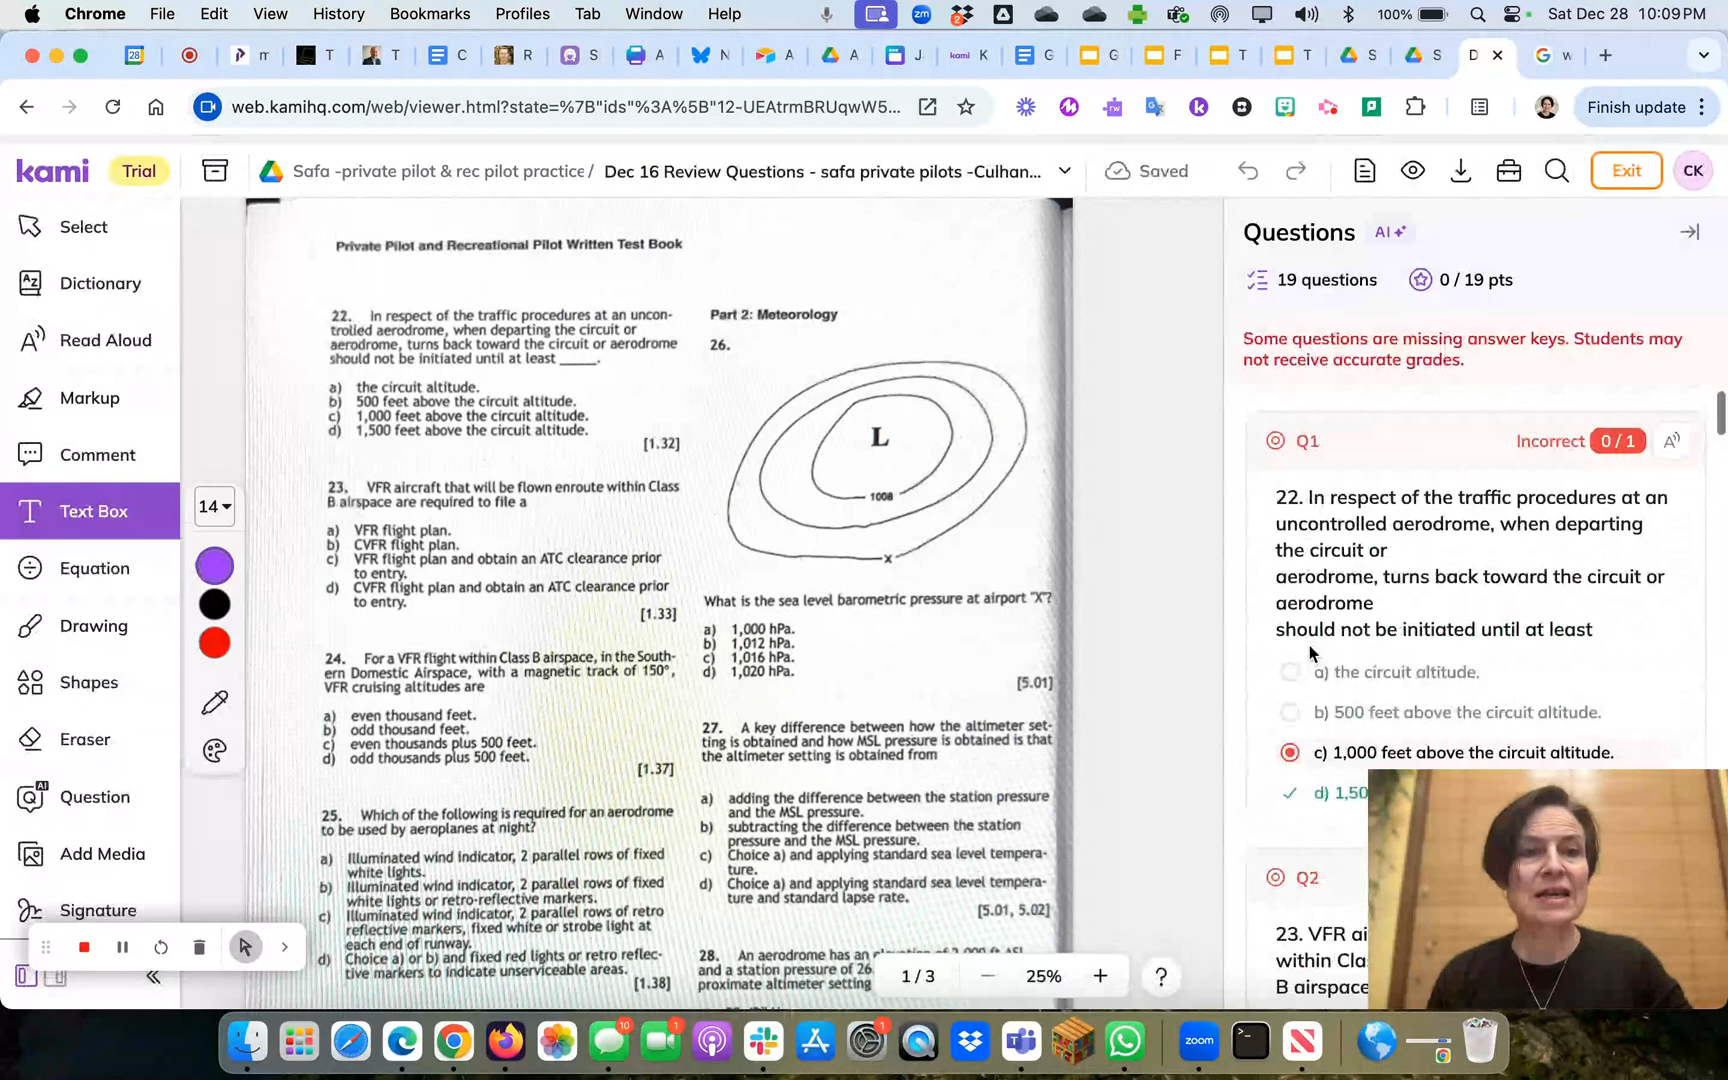 Chrome File Edit View History Bookmarks Profiles Tab Window Help 100% Sat Dec 28 10:09 PM
web.kamihq.com/web/viewer.html?state=%7B"ids"%3A%5B"12-UEAtrmBRUqwW5... Finish update
kami Trial Safa -private pilot & rec pilot practice / Dec 16 Review Questions - safa private pilots -Culhan... Saved Exit CK
Select
Dictionary
Read Aloud
Markup
Comment
Text Box
Equation
Drawing
Shapes
Eraser
Question
Add Media
Signature
14
Private Pilot and Recreational Pilot Written Test Book
22. In respect of the traffic procedures at an uncon-
trolled aerodrome, when departing the circuit or
aerodrome, turns back toward the circuit or aerodrome
should not be initiated until at least _____.
a) the circuit altitude.
b) 500 feet above the circuit altitude.
c) 1,000 feet above the circuit altitude.
d) 1,500 feet above the circuit altitude.
[1.32]
23. VFR aircraft that will be flown enroute within Class
B airspace are required to file a
a) VFR flight plan.
b) CVFR flight plan.
c) VFR flight plan and obtain an ATC clearance prior
to entry.
d) CVFR flight plan and obtain an ATC clearance prior
to entry.
[1.33]
24. For a VFR flight within Class B airspace, in the South-
ern Domestic Airspace, with a magnetic track of 150°,
VFR cruising altitudes are
a) even thousand feet.
b) odd thousand feet.
c) even thousands plus 500 feet.
d) odd thousands plus 500 feet.
[1.37]
25. Which of the following is required for an aerodrome
to be used by aeroplanes at night?
a) Illuminated wind indicator, 2 parallel rows of fixed
white lights.
b) Illuminated wind indicator, 2 parallel rows of fixed
white lights or retro-reflective markers.
c) Illuminated wind indicator, 2 parallel rows of retro
reflective markers, fixed white or strobe light at
each end of runway.
d) Choice a) or b) and fixed red lights or retro reflec-
tive markers to indicate unserviceable areas.
[1.38]
Part 2: Meteorology
26.
L
1008
x
What is the sea level barometric pressure at airport "X"?
a) 1,000 hPa.
b) 1,012 hPa.
c) 1,016 hPa.
d) 1,020 hPa.
[5.01]
27. A key difference between how the altimeter set-
ting is obtained and how MSL pressure is obtained is that
the altimeter setting is obtained from
a) adding the difference between the station pressure
and the MSL pressure.
b) subtracting the difference between the station
pressure and the MSL pressure.
c) Choice a) and applying standard sea level tempera-
ture.
d) Choice a) and applying standard sea level tempera-
ture and standard lapse rate.
[5.01, 5.02]
28. An aerodrome has an
and a station pressure of 26
proximate altimeter setting
1 / 3 25% ?
Questions AI
19 questions 0 / 19 pts
Some questions are missing answer keys. Students may
not receive accurate grades.
Q1 Incorrect 0 / 1
22. In respect of the traffic procedures at an
uncontrolled aerodrome, when departing
the circuit or
aerodrome, turns back toward the circuit or
aerodrome
should not be initiated until at least
a) the circuit altitude.
b) 500 feet above the circuit altitude.
c) 1,000 feet above the circuit altitude.
d) 1,50
Q2
23. VFR ai
within Cla
B airspace
zoom